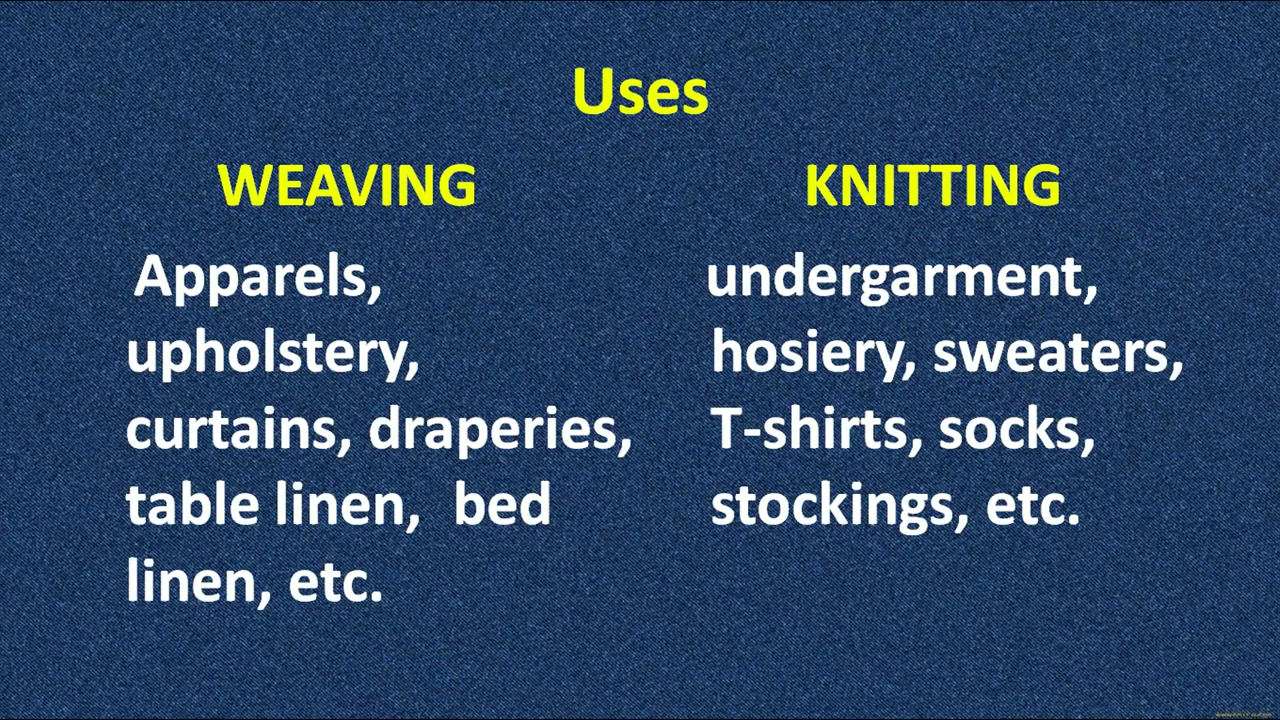 Uses
WEAVING
Apparels,
upholstery,
curtains, draperies,
table linen, bed
linen, etc.
KNITTING
undergarment,
hosiery, sweaters,
T-shirts, socks,
stockings, etc.